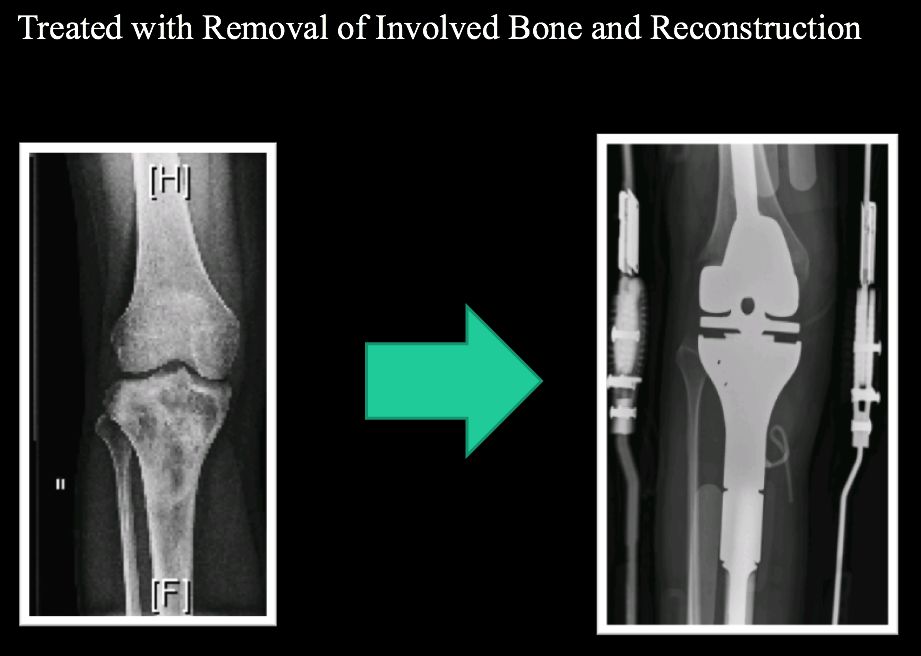 Treated with Removal of Involved Bone and Reconstruction
[H]
[F]